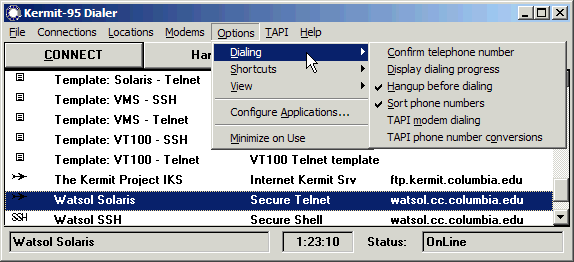 Kermit-95 Dialer
File Connections Locations Modems Options TAPI Help
CONNECT Har
Dialing
Shortcuts
View
Configure Applications...
Minimize on Use
Confirm telephone number
Display dialing progress
Hangup before dialing
Sort phone numbers
TAPI modem dialing
TAPI phone number conversions
Template: Solaris - Telnet
Template: VMS - SSH
Template: VMS - Telnet
Template: VT100 - SSH
Template: VT100 - Telnet VT100 Telnet template
The Kermit Project IKS Internet Kermit Srv ftp.kermit.columbia.edu
Watsol Solaris Secure Telnet watsol.cc.columbia.edu
SSH Watsol SSH Secure Shell watsol.cc.columbia.edu
Watsol Solaris 1:23:10 Status: OnLine